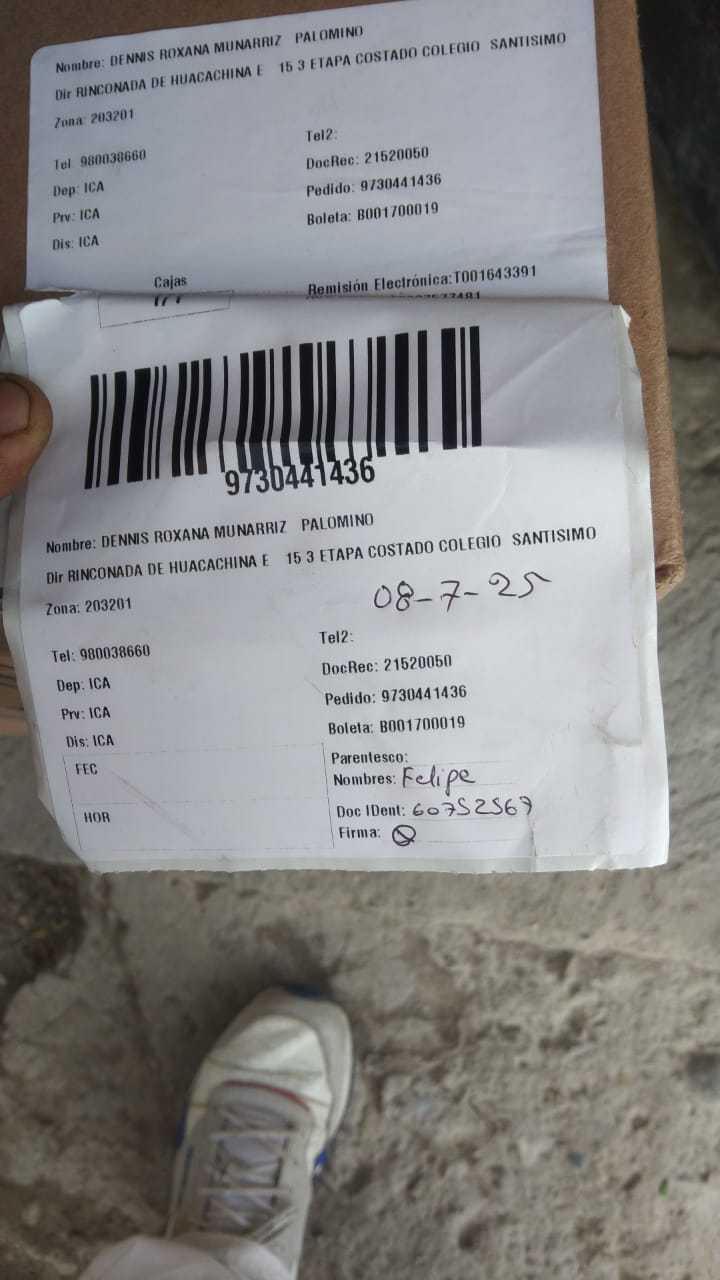 Nombre: DENNIS ROXANA MUNARRIZ PALOMINO
Dir RINCONADA DE HUACACHINA E 15 3 ETAPA COSTADO COLEGIO SANTISIMO
Zona: 203201
Tel2:
Tel: 980038660 DocRec: 21520050
Dep: ICA Pedido: 9730441436
Prv: ICA Boleta: B001700019
Dis: ICA
Cajas Remisión Electrónica:T001643391
9730441436
Nombre: DENNIS ROXANA MUNARRIZ PALOMINO
Dir RINCONADA DE HUACACHINA E 15 3 ETAPA COSTADO COLEGIO SANTISIMO
Zona: 203201 08-7-25
Tel2:
Tel: 980038660 DocRec: 21520050
Dep: ICA Pedido: 9730441436
Prv: ICA Boleta: B001700019
Dis: ICA
Parentesco:
FEC Nombres: Felipe
HOR Doc IDent: 60752567
Firma: